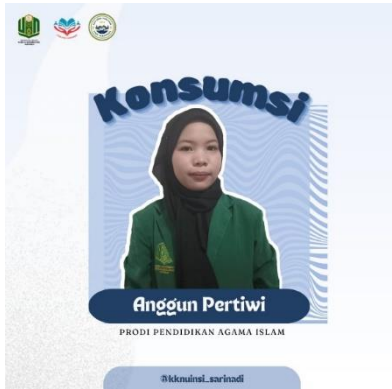 Konsumsi
Anggun Pertiwi
PRODI PENDIDIKAN AGAMA ISLAM
@kknuinsi_sarinadi